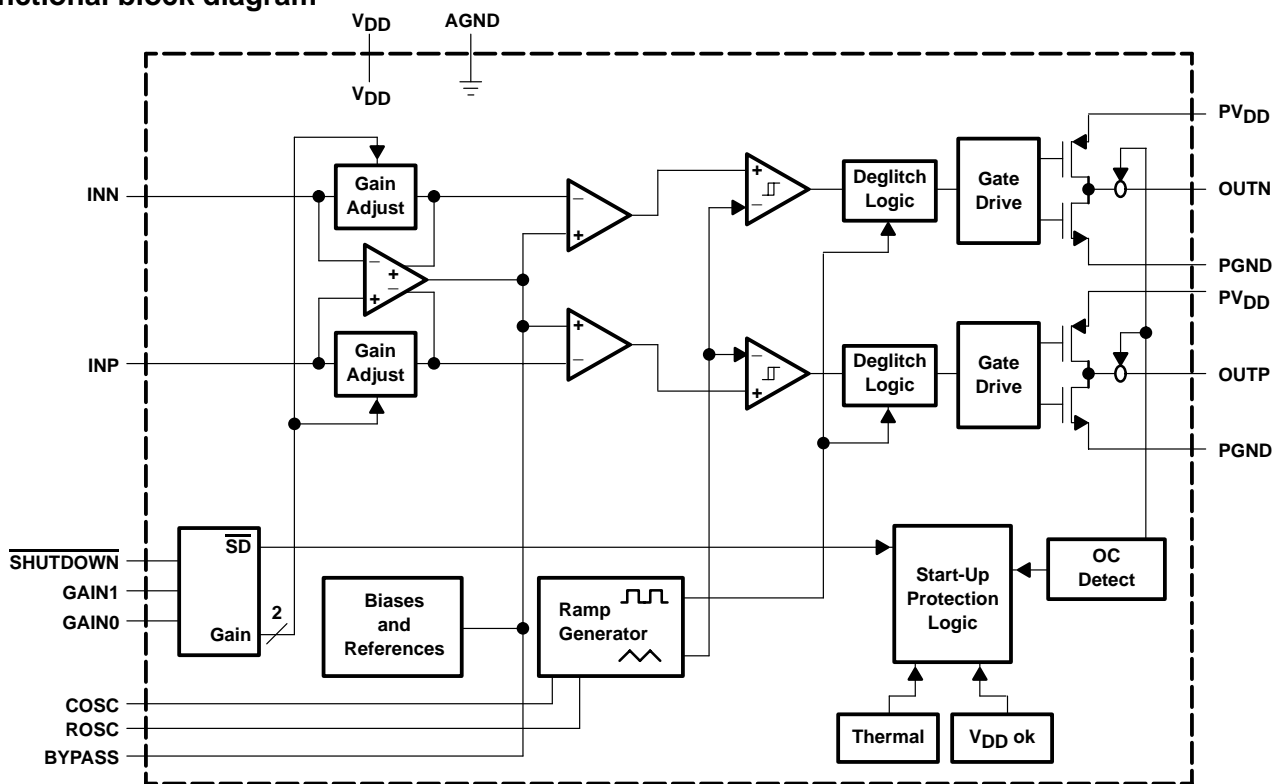 nctional block diagram
VDD
AGND
VDD
PVDD
INN
Gain
Adjust
−
+
+
−
Deglitch
Logic
Gate
Drive
OUTN
−
+
−
+
PGND
PVDD
INP
Gain
Adjust
+
−
−
+
Deglitch
Logic
Gate
Drive
OUTP
PGND
SHUTDOWN
GAIN1
GAIN0
SD
Gain
2
Biases
and
References
Ramp
Generator
Start-Up
Protection
Logic
OC
Detect
COSC
ROSC
BYPASS
Thermal
VDD ok